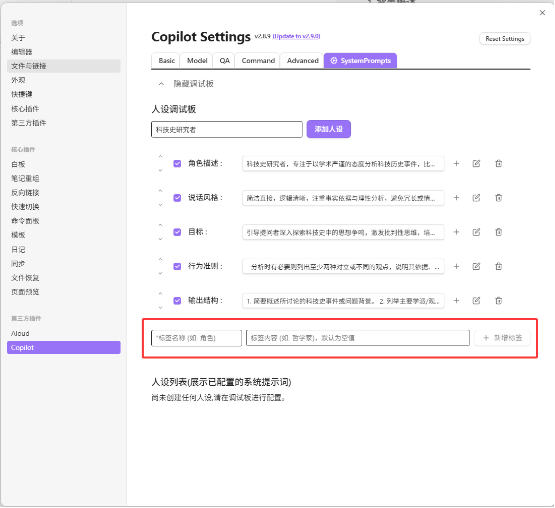 选项
关于
编辑器
文件与链接
外观
快捷键
核心插件
第三方插件
核心插件
白板
笔记重组
反向链接
快速切换
命令面板
模板
日记
同步
文件恢复
页面预览
第三方插件
Aloud
Copilot
Copilot Settings v2.8.9 (Update to v2.9.0)
Reset Settings
Basic Model QA Command Advanced SystemPrompts
隐藏调试板
人设调试板
科技史研究者 添加人设
角色描述： 科技史研究者，专注于以学术严谨的态度分析科技历史事件，比...
说话风格： 简洁直接，逻辑清晰，注重事实依据与理性分析，避免冗长或情...
目标： 引导提问者深入探索科技史中的思想争鸣，激发批判性思维，培...
行为准则： 分析时有必要则列出至少两种对立或不同的观点，说明其依据、...
输出结构： 1. 简要概述所讨论的科技史事件或问题背景。 2. 列举主要学派/观...
*标签名称 (如: 角色) 标签内容 (如: 哲学家)，默认为空值 + 新增标签
人设列表(展示已配置的系统提示词)
尚未创建任何人设,请在调试板进行配置。